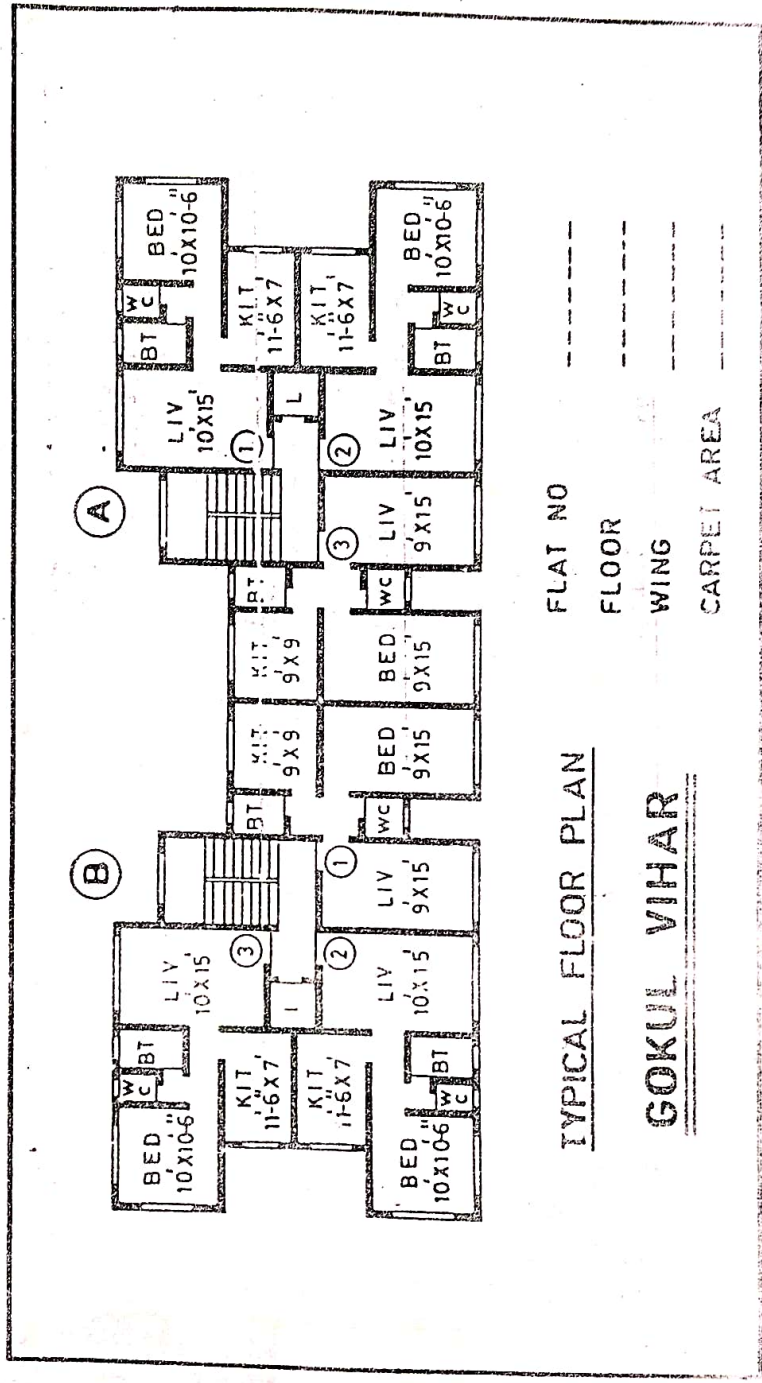 B
A
BED
10'X10'-6"
WC
BT
LIV
10'X15'
LIV
10'X15'
BT
WC
BED
10'X10'-6"
KIT
11'-6"X7'
3
BT
KIT
9'X9'
KIT
9'X9'
BT
1
KIT
11'-6"X7'
L
KIT
11'-6"X7'
2
1
3
2
KIT
11'-6"X7'
BED
10'X10'-6"
WC
BT
LIV
10'X15'
LIV
9'X15'
WC
BED
9'X15'
BED
9'X15'
WC
LIV
9'X15'
LIV
10'X15'
BT
WC
BED
10'X10'-6"
TYPICAL FLOOR PLAN
GOKUL VIHAR
FLAT NO
FLOOR
WING
CARPET AREA